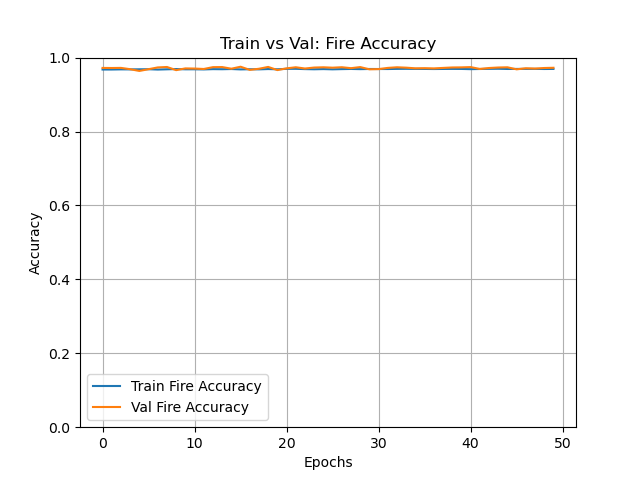 Train vs Val: Fire Accuracy
1.0
0.8
0.6
0.4
0.2
0.0
Accuracy
Train Fire Accuracy
Val Fire Accuracy
0 10 20 30 40 50
Epochs